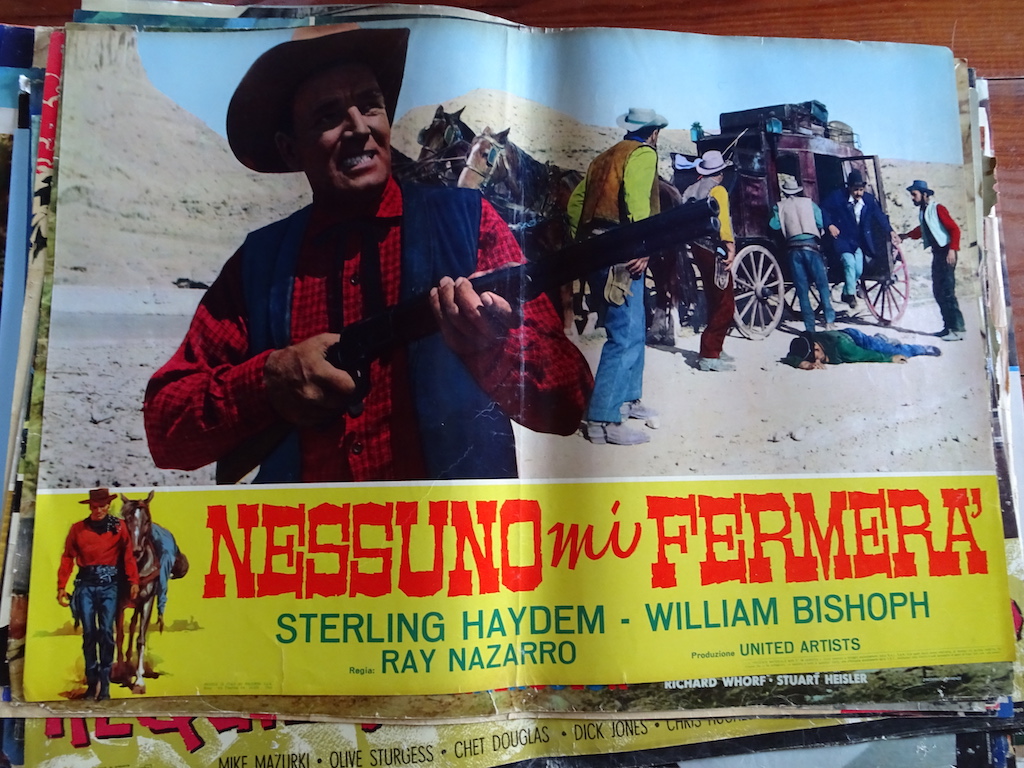 NESSUNO mi FERMERA'
STERLING HAYDEM - WILLIAM BISHOPH
Regia: RAY NAZARRO
Produzione UNITED ARTISTS
RICHARD WHORF • STUART HEISLER
MIKE MAZURKI • OLIVE STURGESS • CHET DOUGLAS • DICK JONES • CHRIS